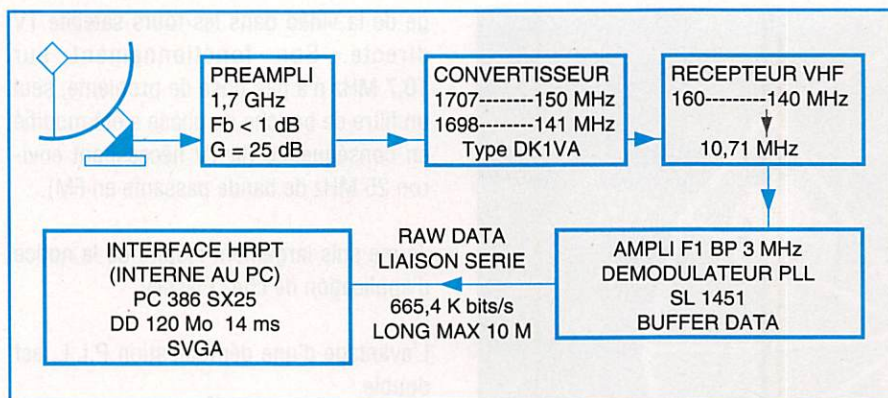 PREAMPLI
1,7 GHz
Fb < 1 dB
G = 25 dB
CONVERTISSEUR
1707-------150 MHz
1698-------141 MHz
Type DK1VA
RECEPTEUR VHF
160---------140 MHz
10,71 MHz
AMPLI F1 BP 3 MHz
DEMODULATEUR PLL
SL 1451
BUFFER DATA
RAW DATA
LIAISON SERIE
665,4 K bits/s
LONG MAX 10 M
INTERFACE HRPT
(INTERNE AU PC)
PC 386 SX25
DD 120 Mo 14 ms
SVGA